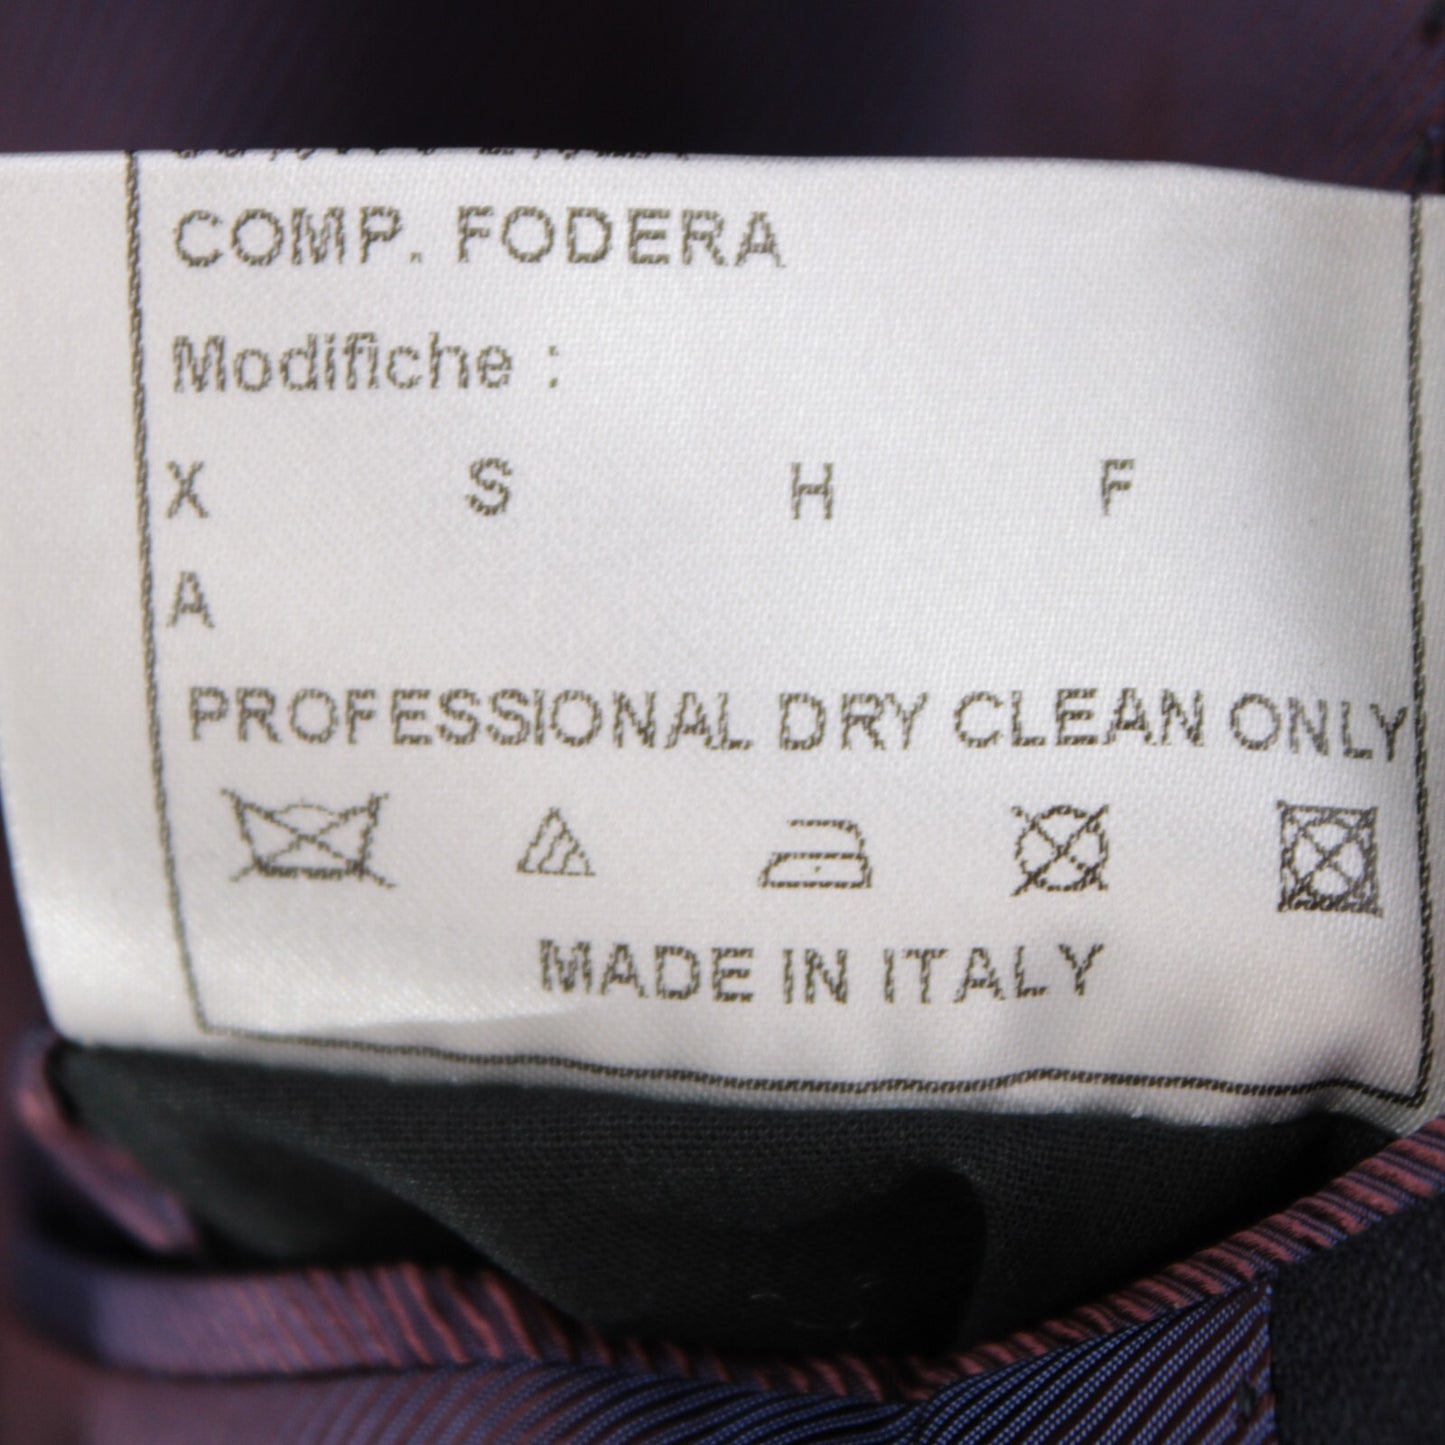 COMP. FODERA
Modifiche :
X S H F
A
PROFESSIONAL DRY CLEAN ONLY
MADE IN ITALY